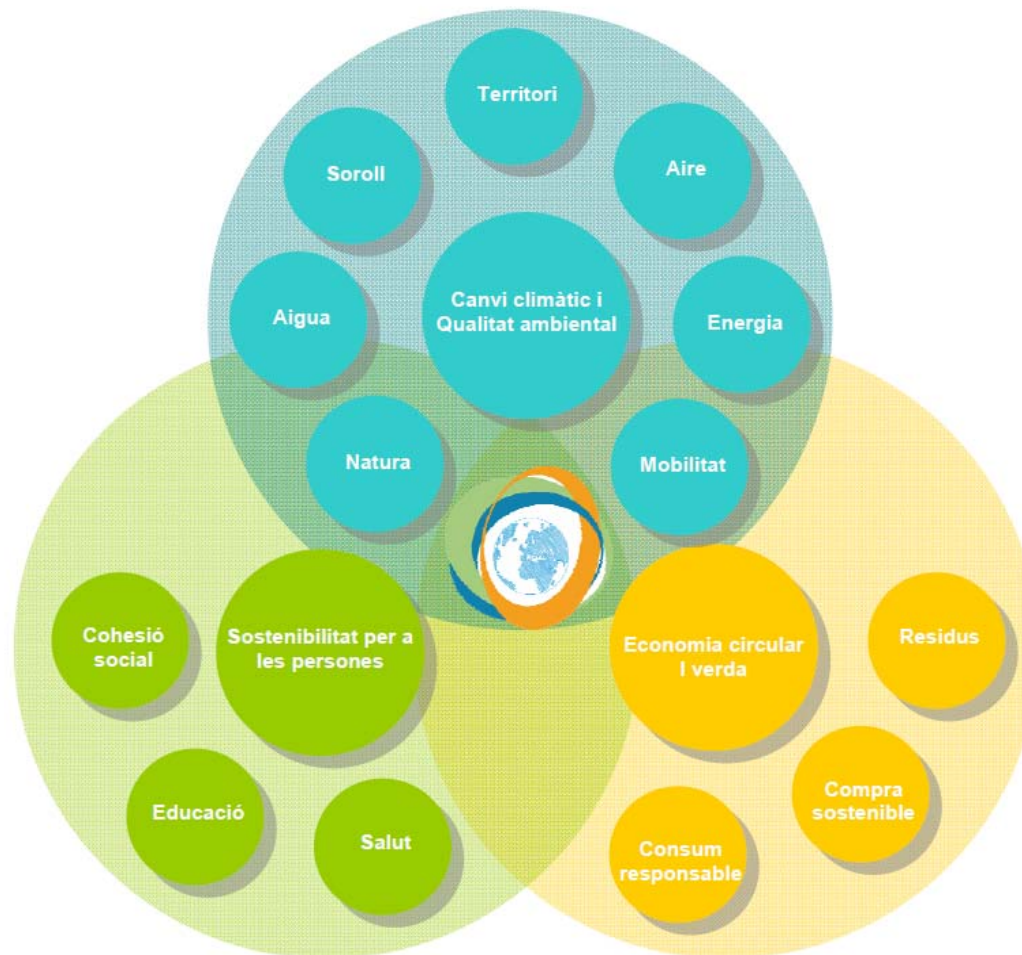 Territori
Soroll
Aire
Canvi climàtic i
Qualitat ambiental
Aigua
Energia
Natura
Mobilitat
Cohesió
social
Sostenibilitat per a
les persones
Economia circular
I verda
Residus
Educació
Salut
Compra
sostenible
Consum
responsable